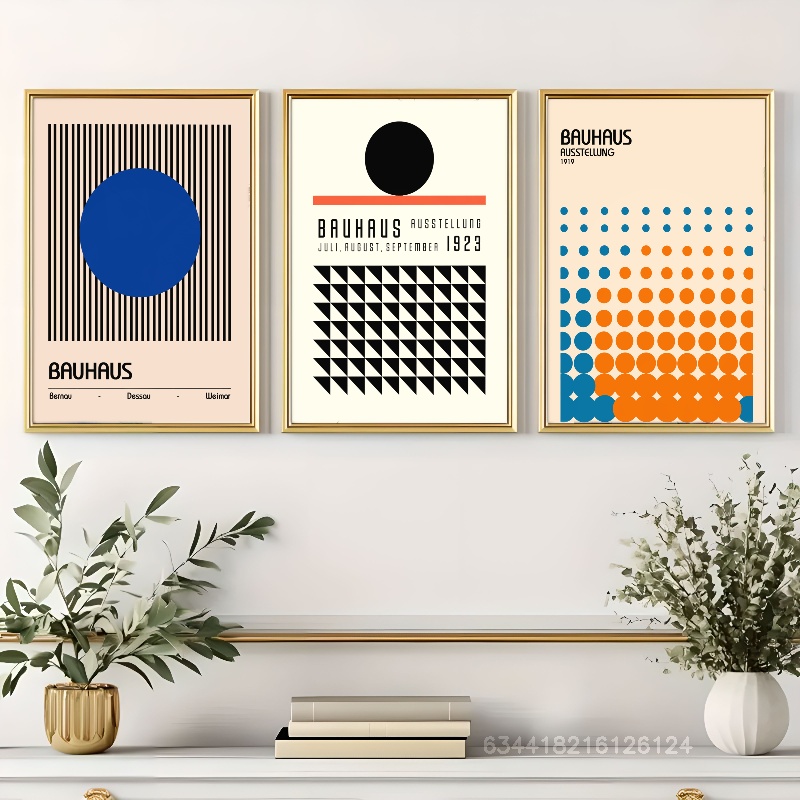 BAUHAUS
Bernau - Dessau - Weimar
BAUHAUS AUSSTELLUNG
JULI, AUGUST, SEPTEMBER 1923
BAUHAUS
AUSSTELLUNG
1919
634418216126124